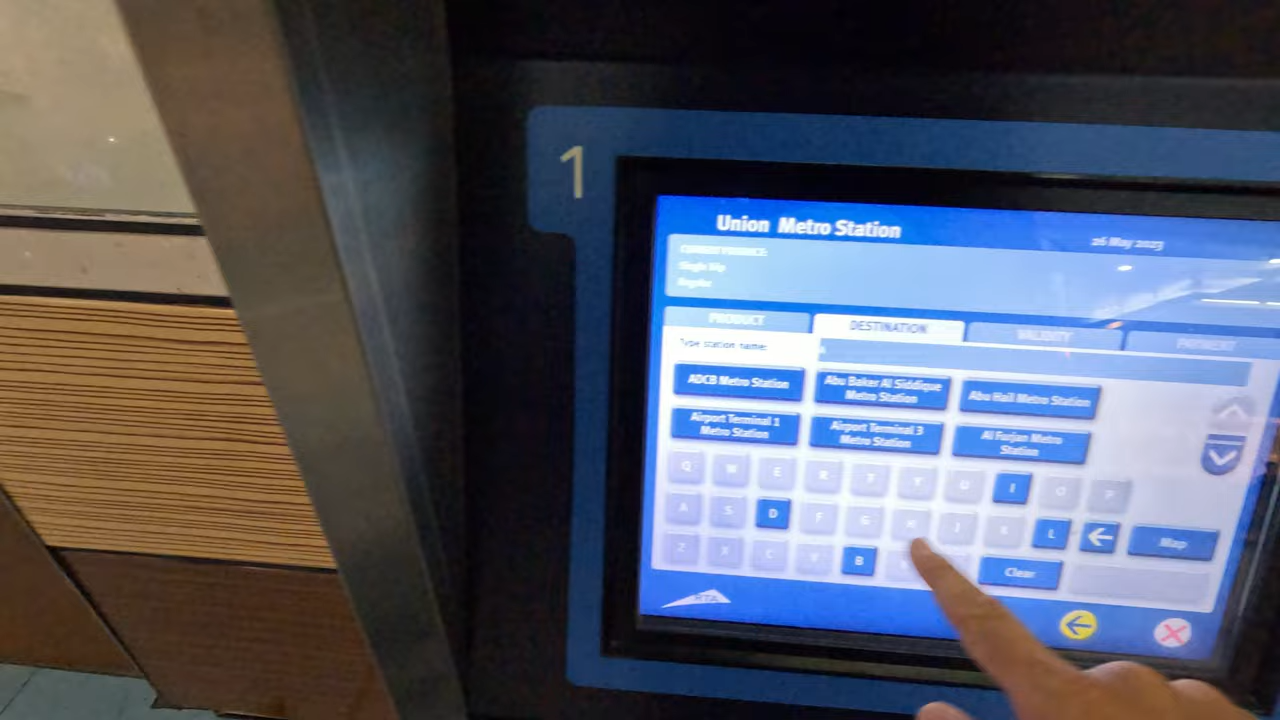 1
Union Metro Station
26 May 2023
Single Trip
Regular
PRODUCT
DESTINATION
VALIDITY
PAYMENT
Type station name:
ADCB Metro Station
Abu Baker Al Siddique
Metro Station
Abu Hail Metro Station
Airport Terminal 1
Metro Station
Airport Terminal 3
Metro Station
Al Furjan Metro
Station
Q W E R T Y U I O P
A S D F G H J K L
Z X C V B
Map
Clear
RTA